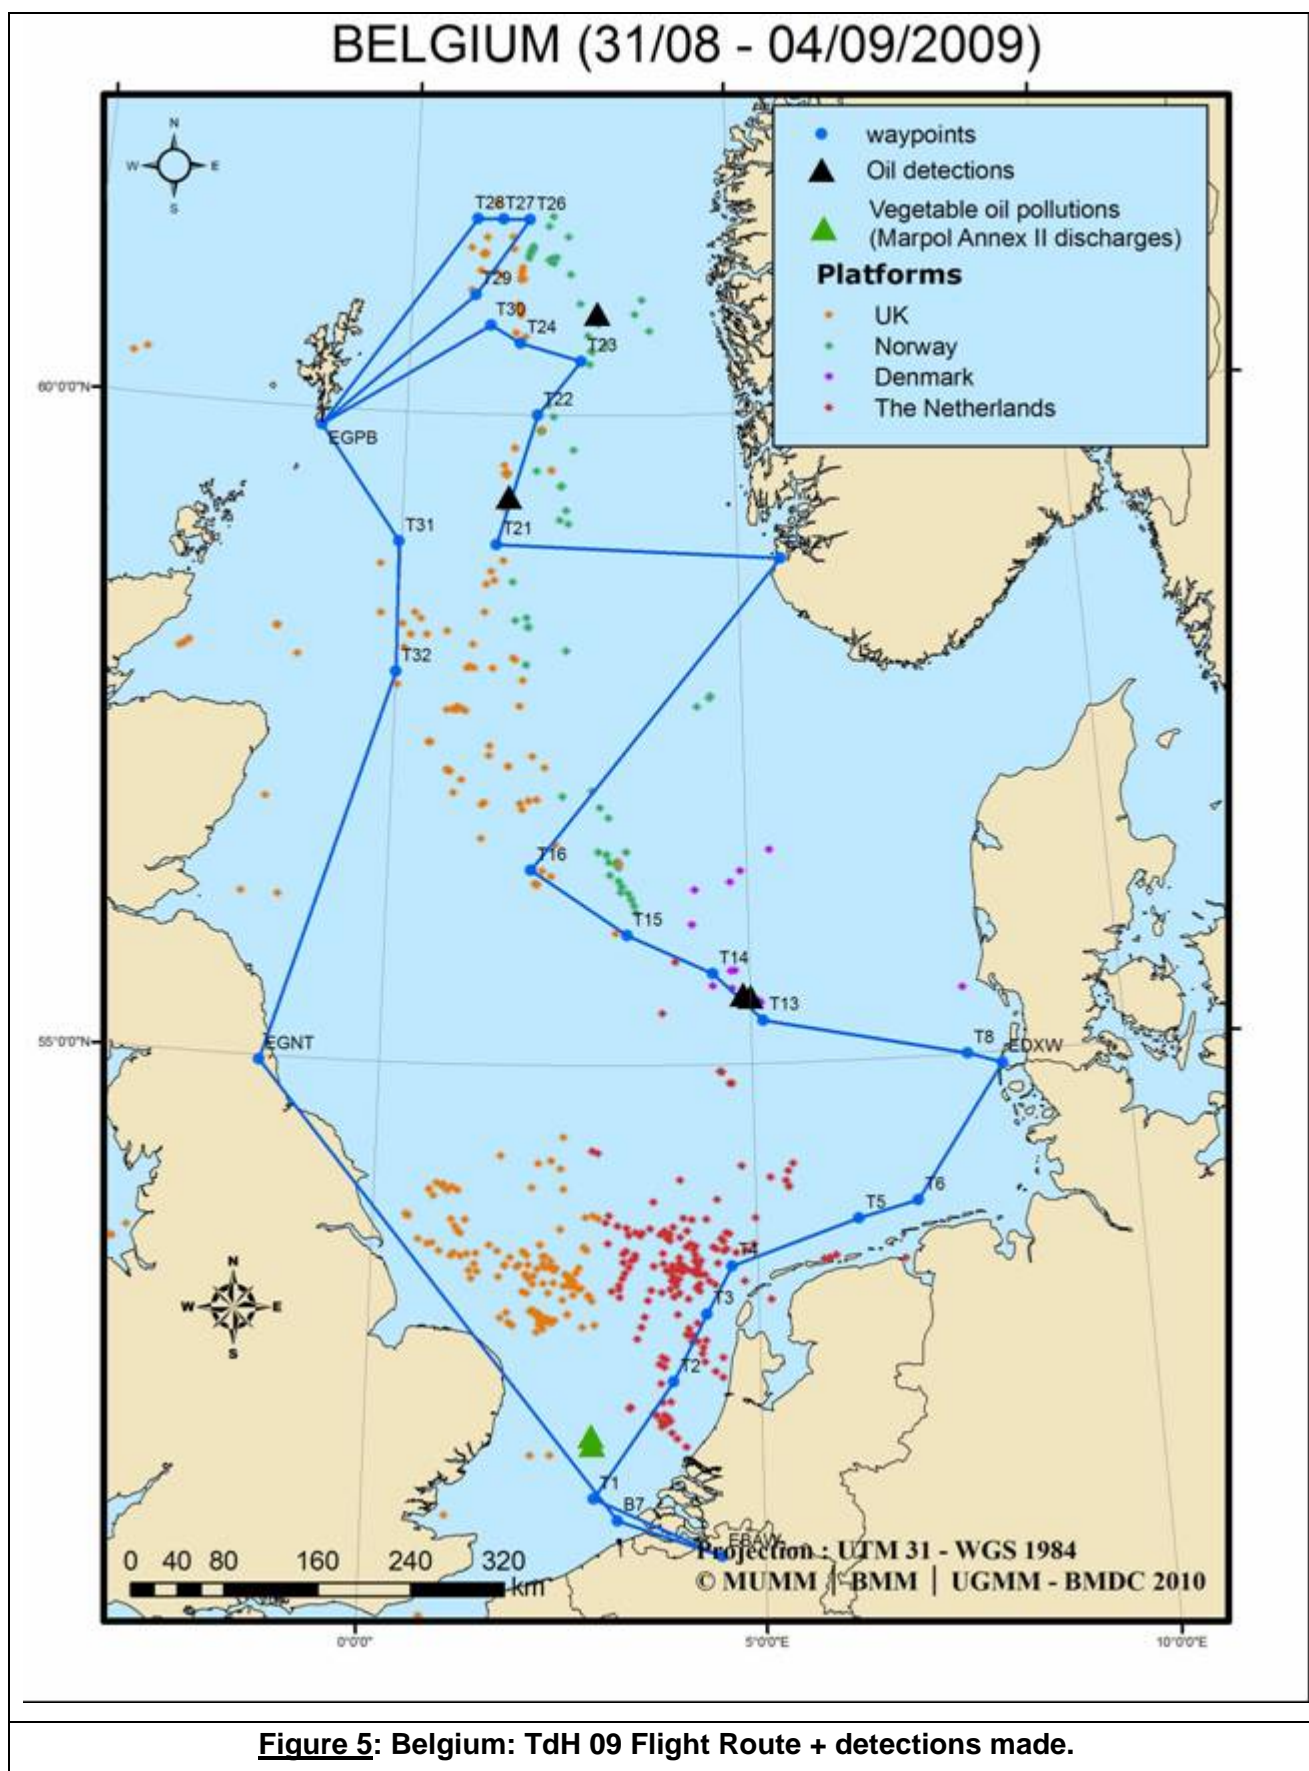 BELGIUM (31/08 - 04/09/2009)
N
W E
S
waypoints
Oil detections
Vegetable oil pollutions
(Marpol Annex II discharges)
Platforms
UK
Norway
Denmark
The Netherlands
T28 T27 T26
T29
T30
T24
T23
60°0'0"N
T22
EGPB
T31
T21
T32
T16
T15
T14
T13
55°0'0"N
EGNT
T8
EDXW
T6
T5
T4
N
W E
S
T3
T2
T1
B7
EBAW
Projection : UTM 31 - WGS 1984
© MUMM | BMM | UGMM - BMDC 2010
0 40 80 160 240 320
km
0°0'0" 5°0'0"E 10°0'0"E
Figure 5: Belgium: TdH 09 Flight Route + detections made.